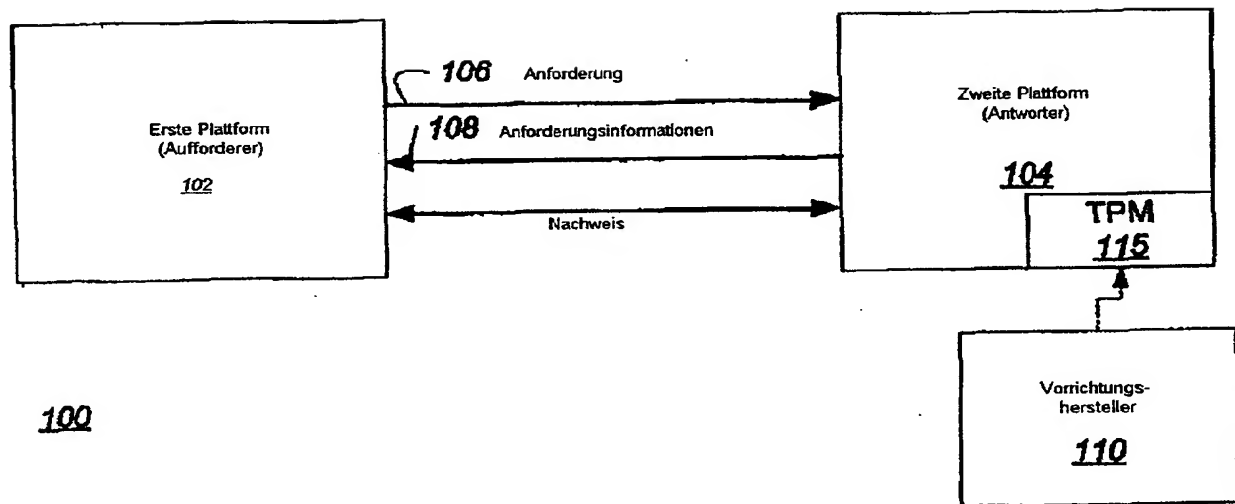 Erste Plattform
(Aufforderer)
102
106 Anforderung
108 Anforderungsinformationen
Nachweis
Zweite Plattform
(Antworter)
104
TPM
115
Vorrichtungs-
hersteller
110
100